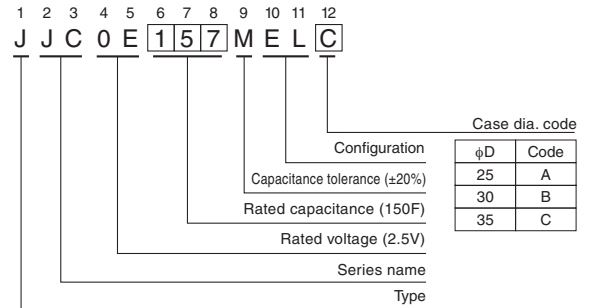 1 2 3 4 5 6 7 8 9 10 11 12
J J C 0 E 1 5 7 M E L C
Case dia. code
Configuration
Capacitance tolerance (±20%)
Rated capacitance (150F)
Rated voltage (2.5V)
Series name
Type
φD Code
25 A
30 B
35 C